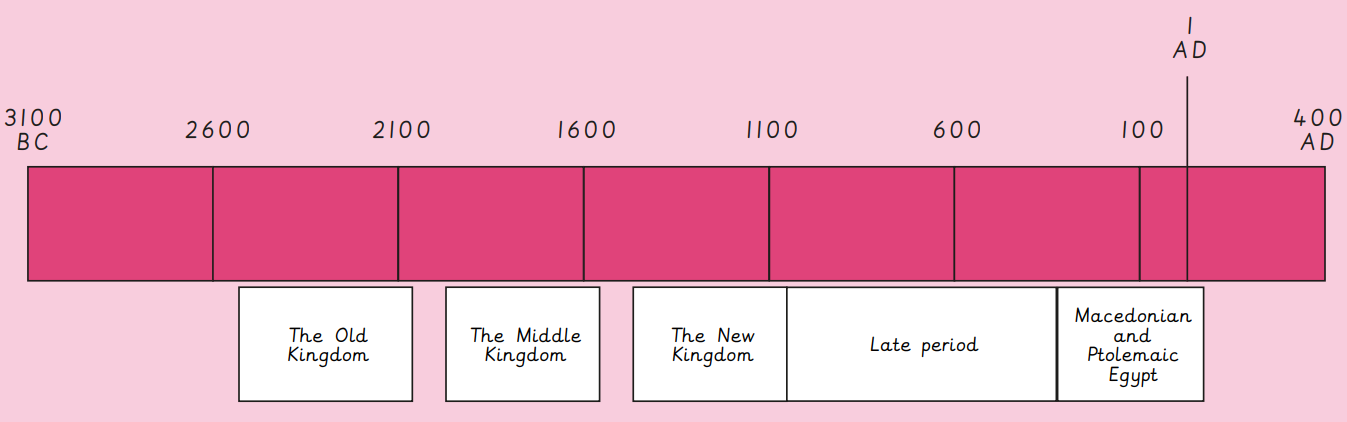 1
AD
3100
BC
2600
2100
1600
1100
600
100
400
AD
The Old
Kingdom
The Middle
Kingdom
The New
Kingdom
Late period
Macedonian
and
Ptolemaic
Egypt